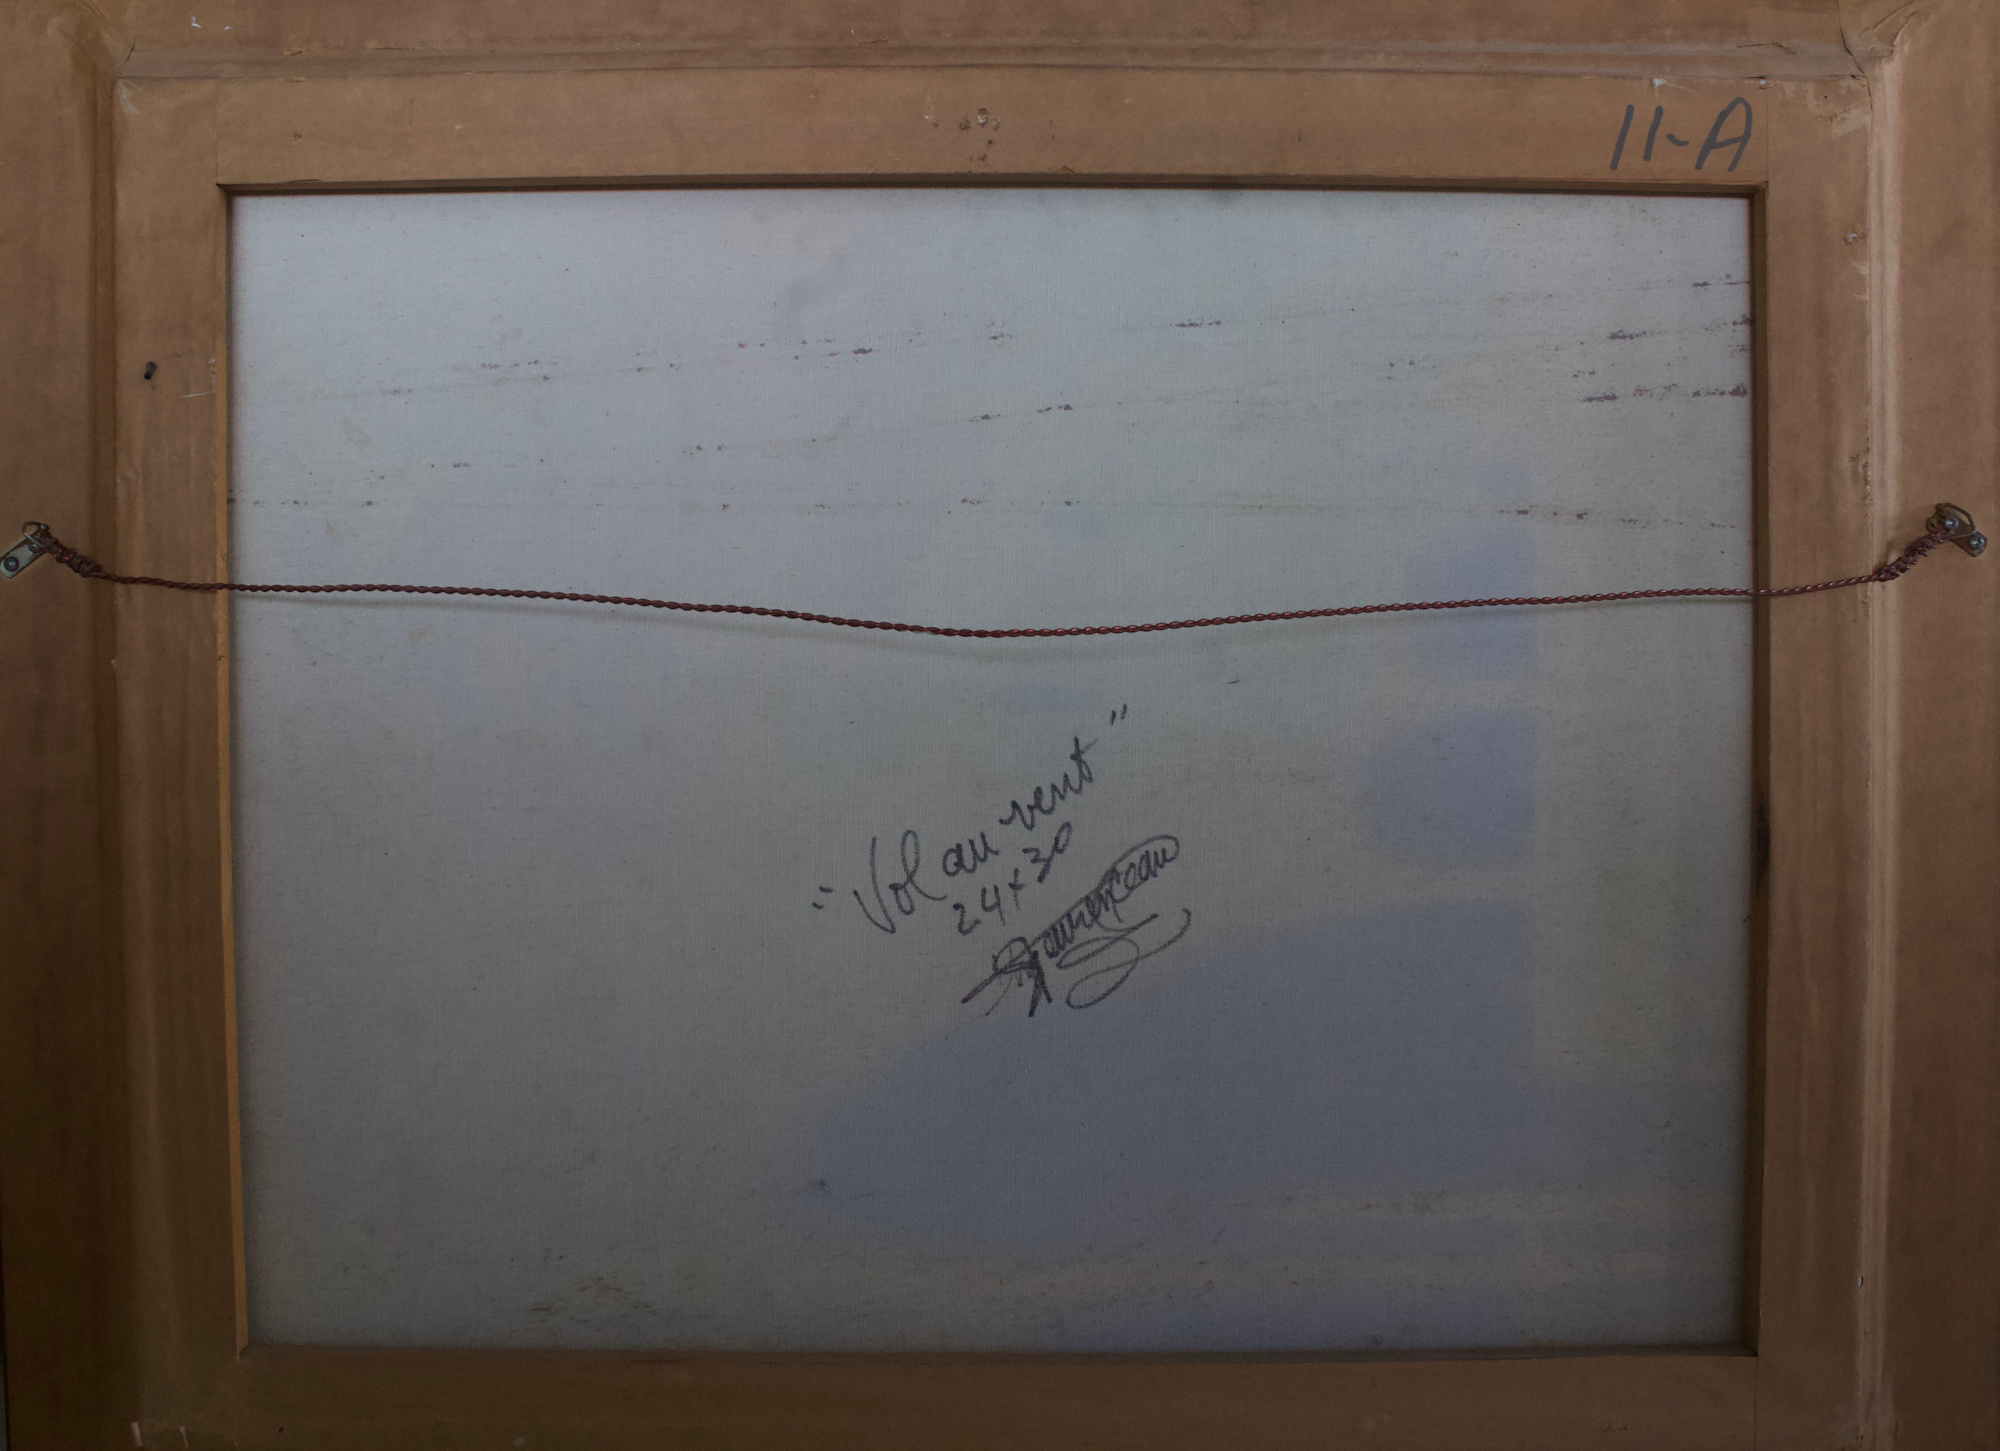 11-A
"Vol au vent"
24x30